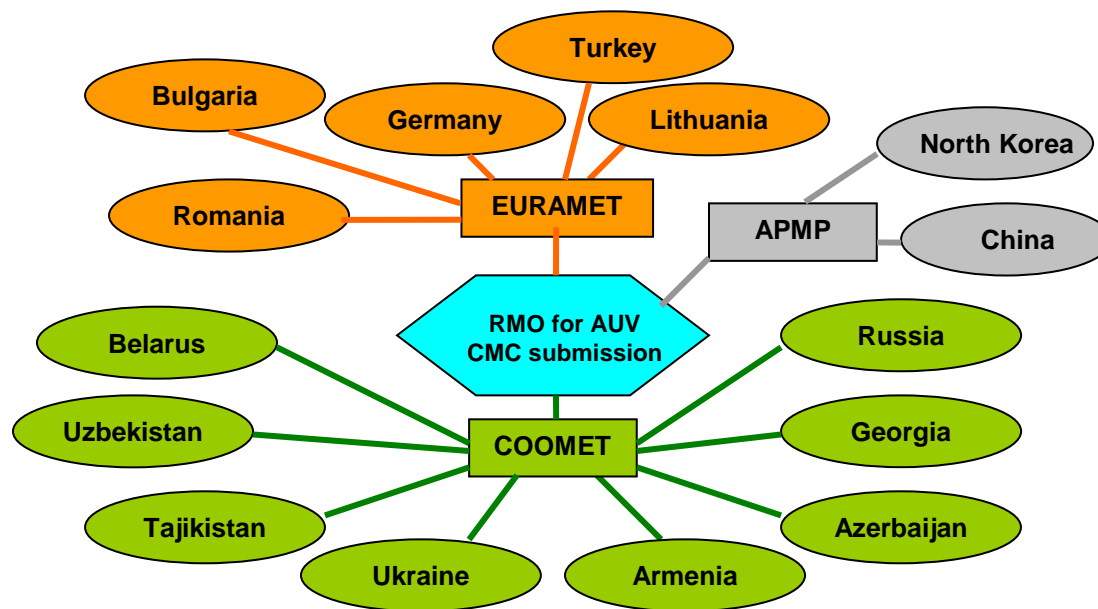 Turkey
Bulgaria
Germany
Lithuania
North Korea
Romania
EURAMET
APMP
China
RMO for AUV
CMC submission
Belarus
Russia
Uzbekistan
COOMET
Georgia
Tajikistan
Azerbaijan
Ukraine
Armenia